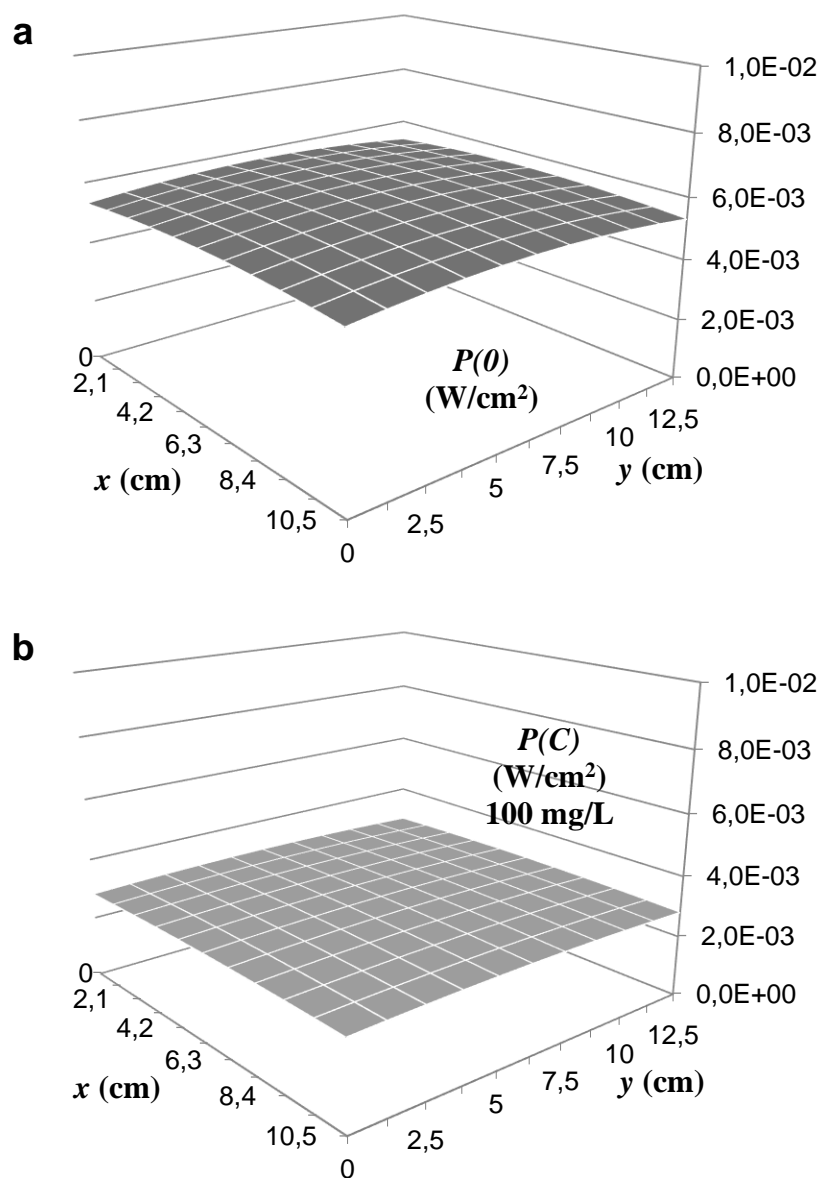 a
1,0E-02
8,0E-03
6,0E-03
4,0E-03
2,0E-03
0,0E+00
P(0)
(W/cm²)
0
2,1
4,2
6,3
8,4
10,5
x (cm)
0
2,5
5
7,5
10
12,5
y (cm)
b
1,0E-02
8,0E-03
6,0E-03
4,0E-03
2,0E-03
0,0E+00
P(C)
(W/cm²)
100 mg/L
0
2,1
4,2
6,3
8,4
10,5
x (cm)
0
2,5
5
7,5
10
12,5
y (cm)